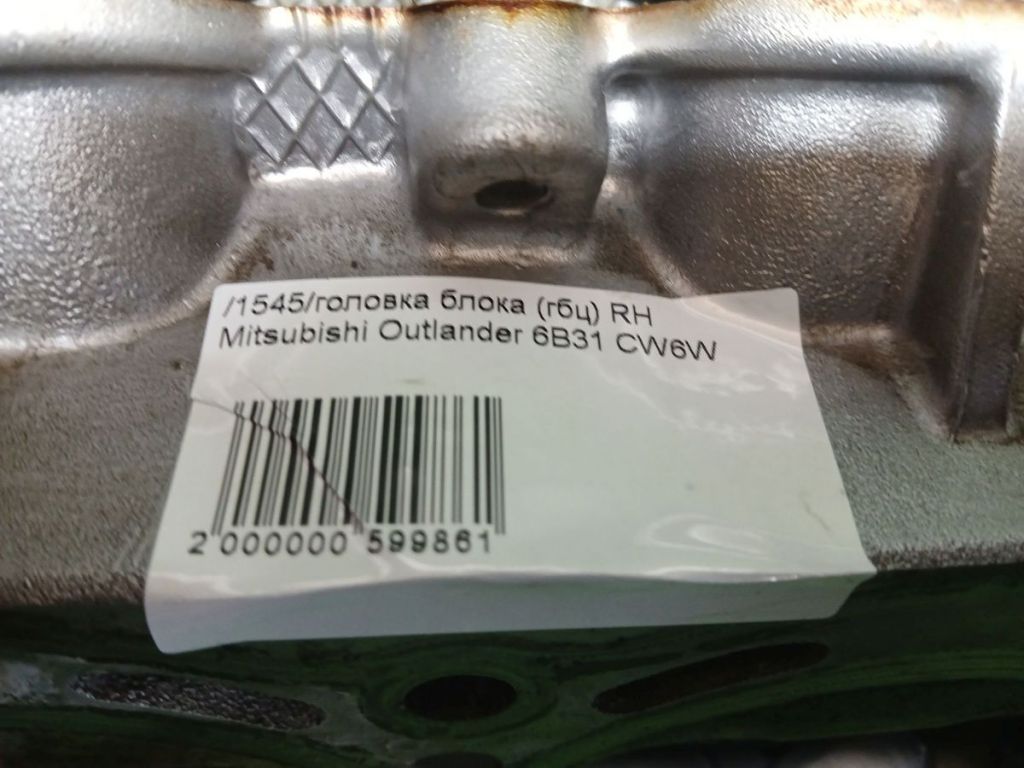 /1545/головка блока (гбц) RH
Mitsubishi Outlander 6B31 CW6W
2 000000 599861